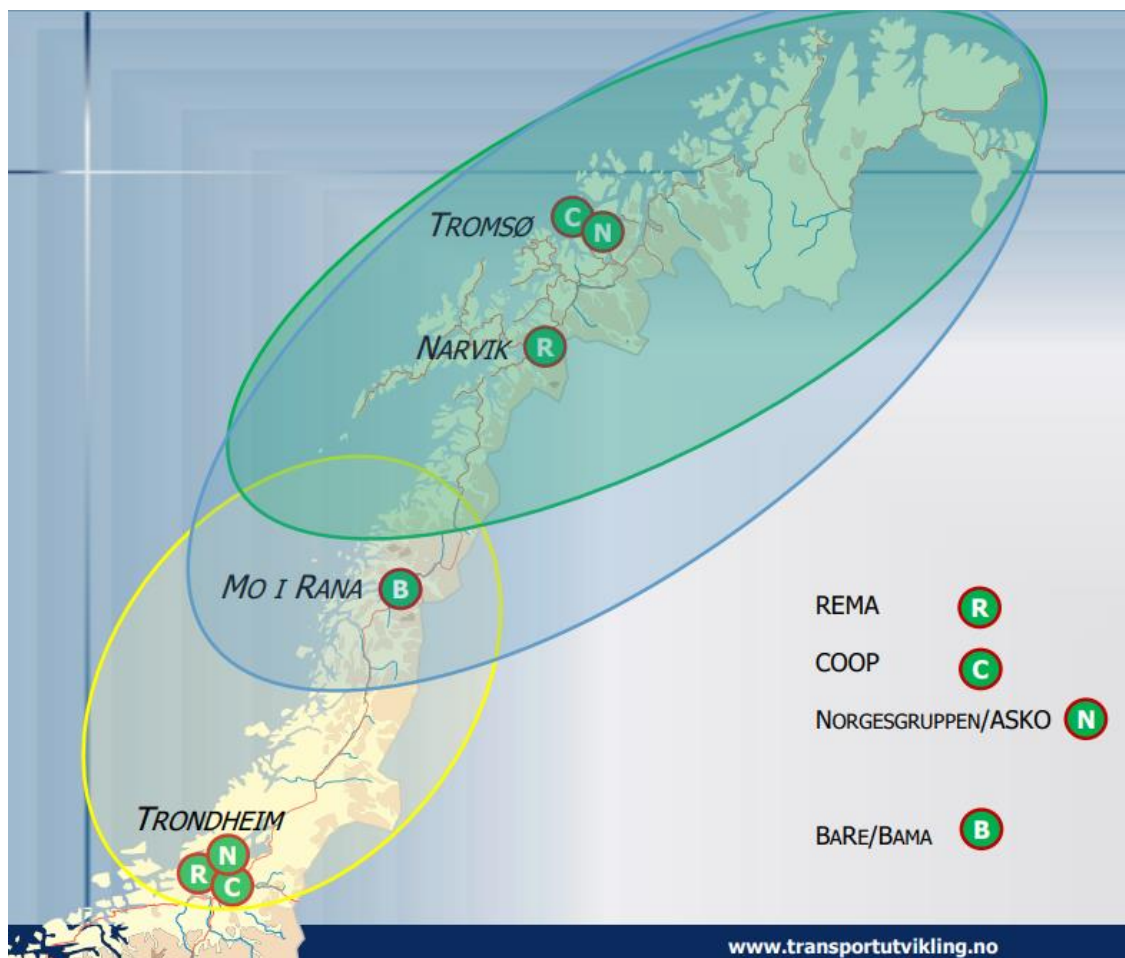 TROMSØ
C
N
NARVIK
R
MO I RANA
B
REMA R
COOP C
NORGESGRUPPEN/ASKO N
BARE/BAMA B
TRONDHEIM
N
R
C
www.transportutvikling.no